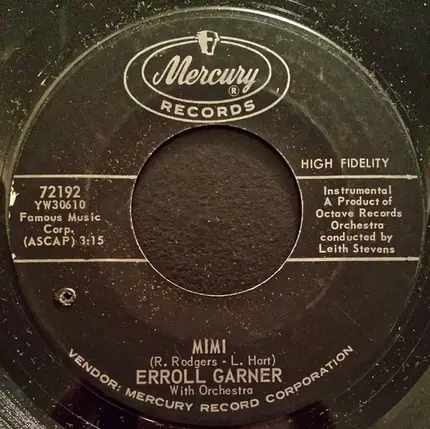 Mercury
®
RECORDS
HIGH FIDELITY
72192
YW30610
Famous Music
Corp.
(ASCAP) 3:15
Instrumental
A Product of
Octave Records
Orchestra
conducted by
Leith Stevens
MIMI
(R. Rodgers - L. Hart)
ERROLL GARNER
With Orchestra
VENDOR: MERCURY RECORD CORPORATION